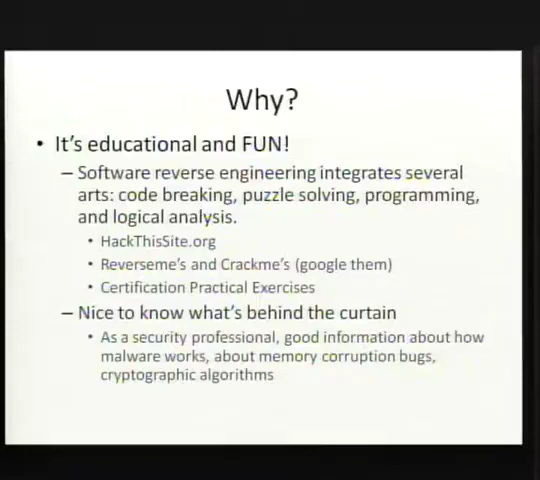 Why?
• It's educational and FUN!
– Software reverse engineering integrates several
arts: code breaking, puzzle solving, programming,
and logical analysis.
• HackThisSite.org
• Reverseme's and Crackme's (google them)
• Certification Practical Exercises
– Nice to know what's behind the curtain
• As a security professional, good information about how
malware works, about memory corruption bugs,
cryptographic algorithms